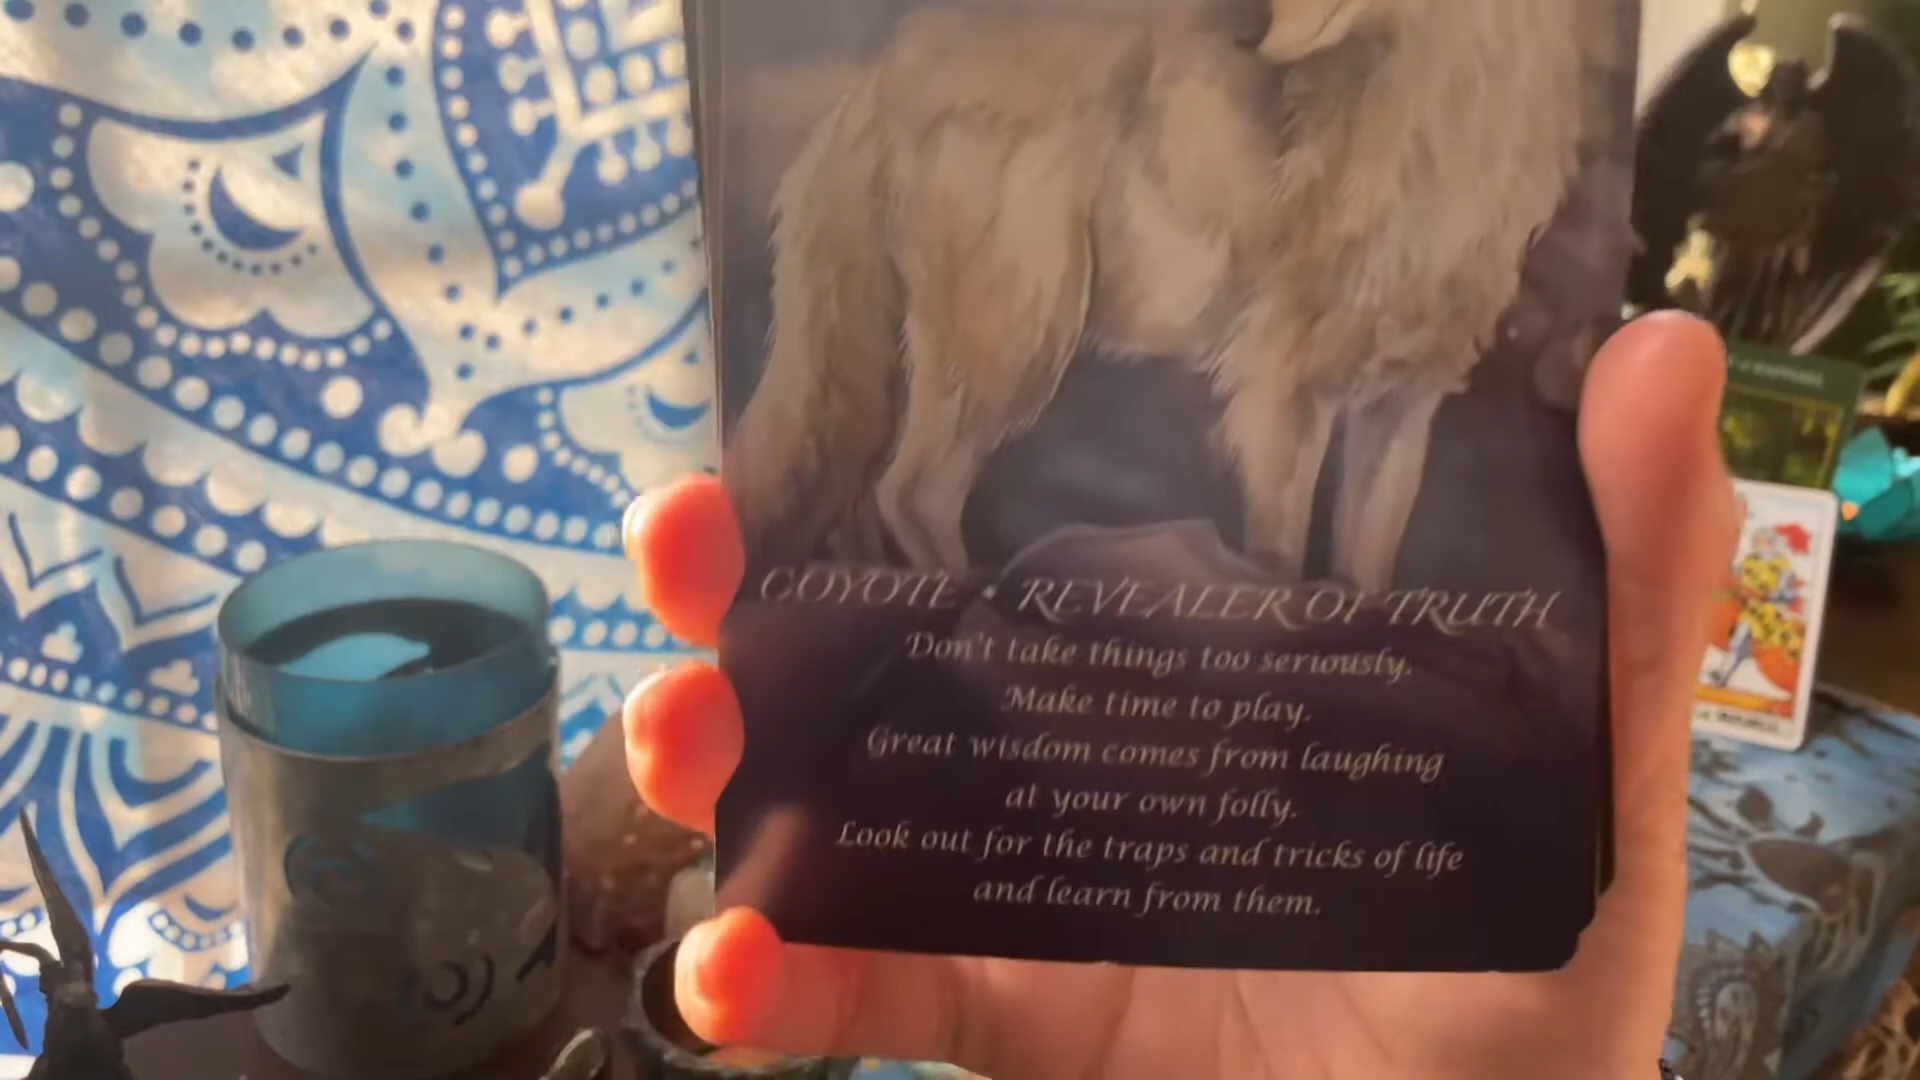 COYOTE • REVEALER OF TRUTH
Don't take things too seriously.
Make time to play.
Great wisdom comes from laughing
at your own folly.
Look out for the traps and tricks of life
and learn from them.